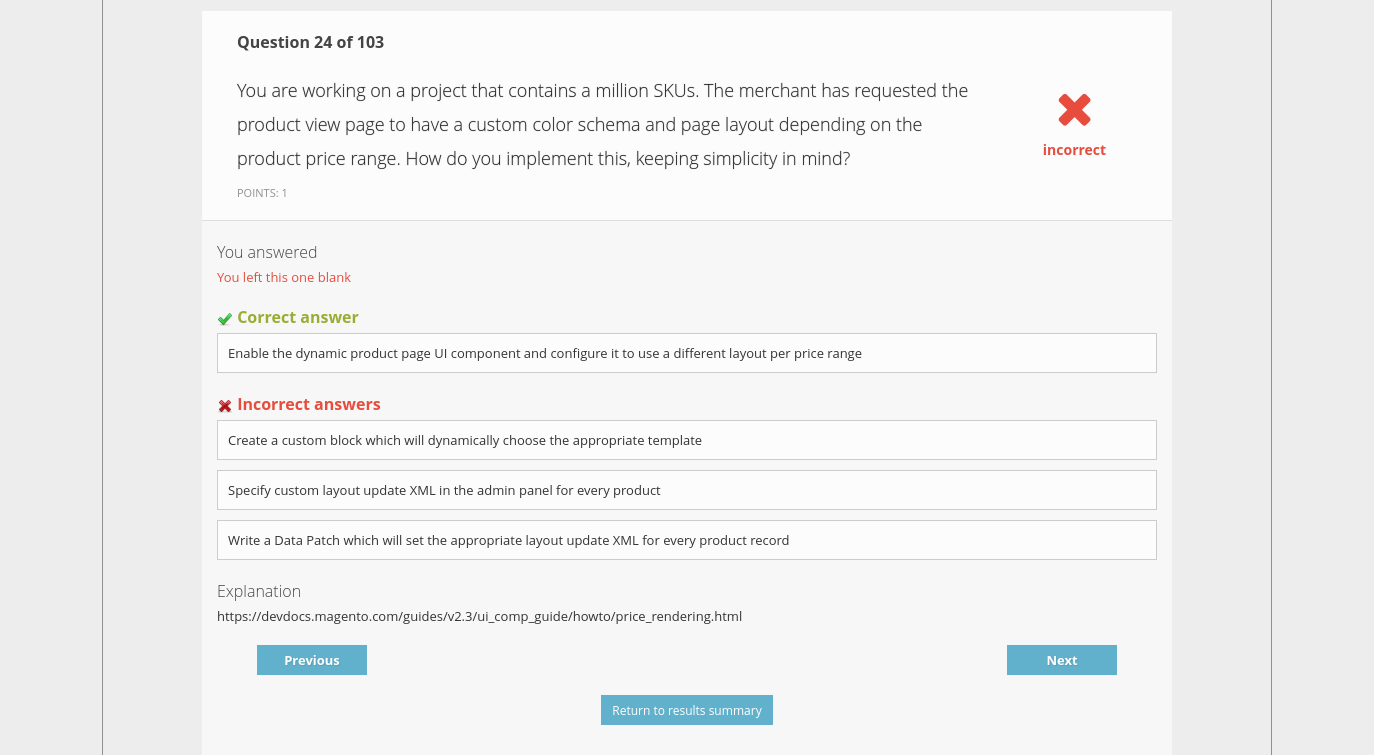 Question 24 of 103
You are working on a project that contains a million SKUs. The merchant has requested the
product view page to have a custom color schema and page layout depending on the
product price range. How do you implement this, keeping simplicity in mind?
incorrect
POINTS: 1
You answered
You left this one blank
Correct answer
Enable the dynamic product page UI component and configure it to use a different layout per price range
Incorrect answers
Create a custom block which will dynamically choose the appropriate template
Specify custom layout update XML in the admin panel for every product
Write a Data Patch which will set the appropriate layout update XML for every product record
Explanation
https://devdocs.magento.com/guides/v2.3/ui_comp_guide/howto/price_rendering.html
Previous
Next
Return to results summary